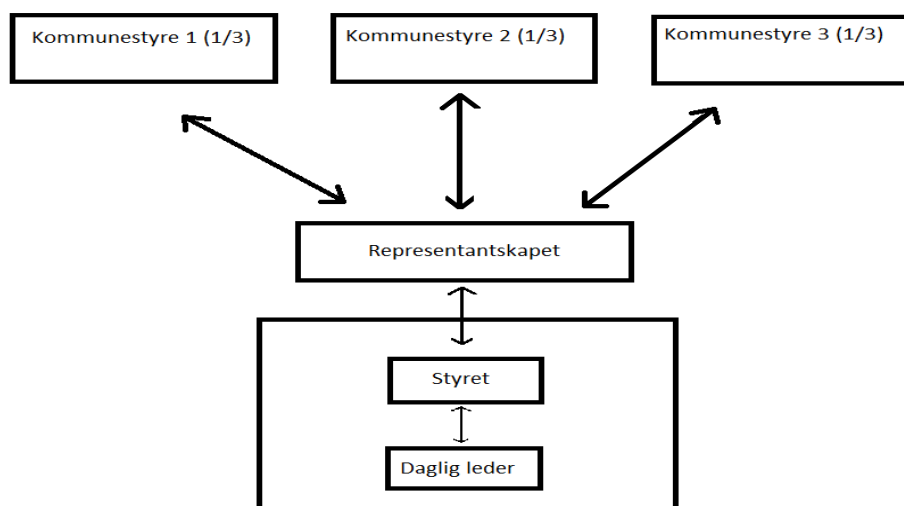 Kommunestyre 1 (1/3)
Kommunestyre 2 (1/3)
Kommunestyre 3 (1/3)
Representantskapet
Styret
Daglig leder